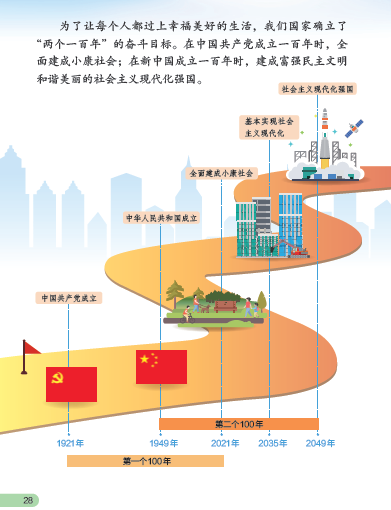 为了让每个人都过上幸福美好的生活，我们国家确立了
“两个一百年”的奋斗目标。在中国共产党成立一百年时，全
面建成小康社会；在新中国成立一百年时，建成富强民主文明
和谐美丽的社会主义现代化强国。
社会主义现代化强国
基本实现社会
主义现代化
全面建成小康社会
中华人民共和国成立
中国共产党成立
第二个100年
1921年 1949年 2021年 2035年 2049年
第一个100年
28